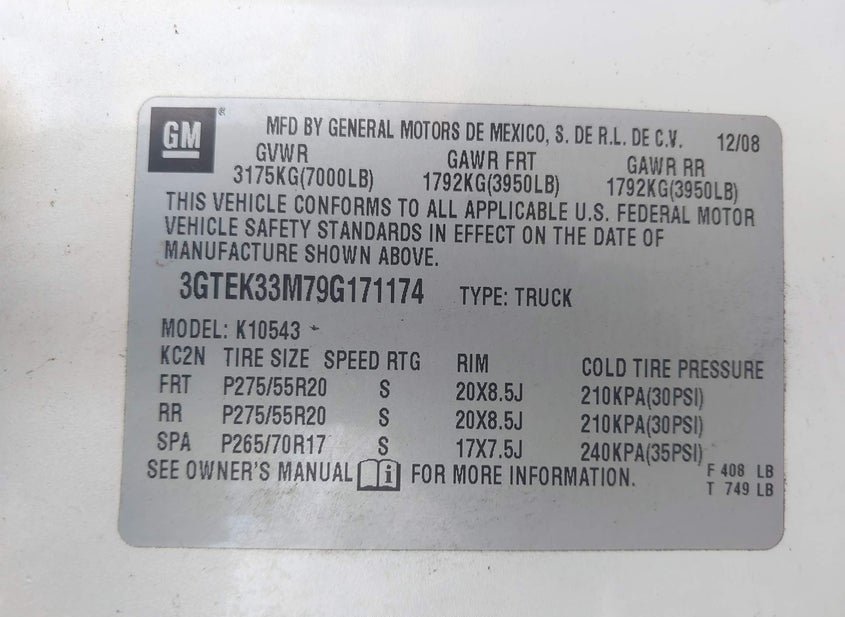 GM ® MFD BY GENERAL MOTORS DE MEXICO, S. DE R.L. DE C.V. 12/08
GVWR GAWR FRT GAWR RR
3175KG(7000LB) 1792KG(3950LB) 1792KG(3950LB)
THIS VEHICLE CONFORMS TO ALL APPLICABLE U.S. FEDERAL MOTOR
VEHICLE SAFETY STANDARDS IN EFFECT ON THE DATE OF
MANUFACTURE SHOWN ABOVE.
3GTEK33M79G171174 TYPE: TRUCK
MODEL: K10543
KC2N TIRE SIZE SPEED RTG RIM COLD TIRE PRESSURE
FRT P275/55R20 S 20X8.5J 210KPA(30PSI)
RR P275/55R20 S 20X8.5J 210KPA(30PSI)
SPA P265/70R17 S 17X7.5J 240KPA(35PSI)
SEE OWNER'S MANUAL i FOR MORE INFORMATION.
F 408 LB
T 749 LB